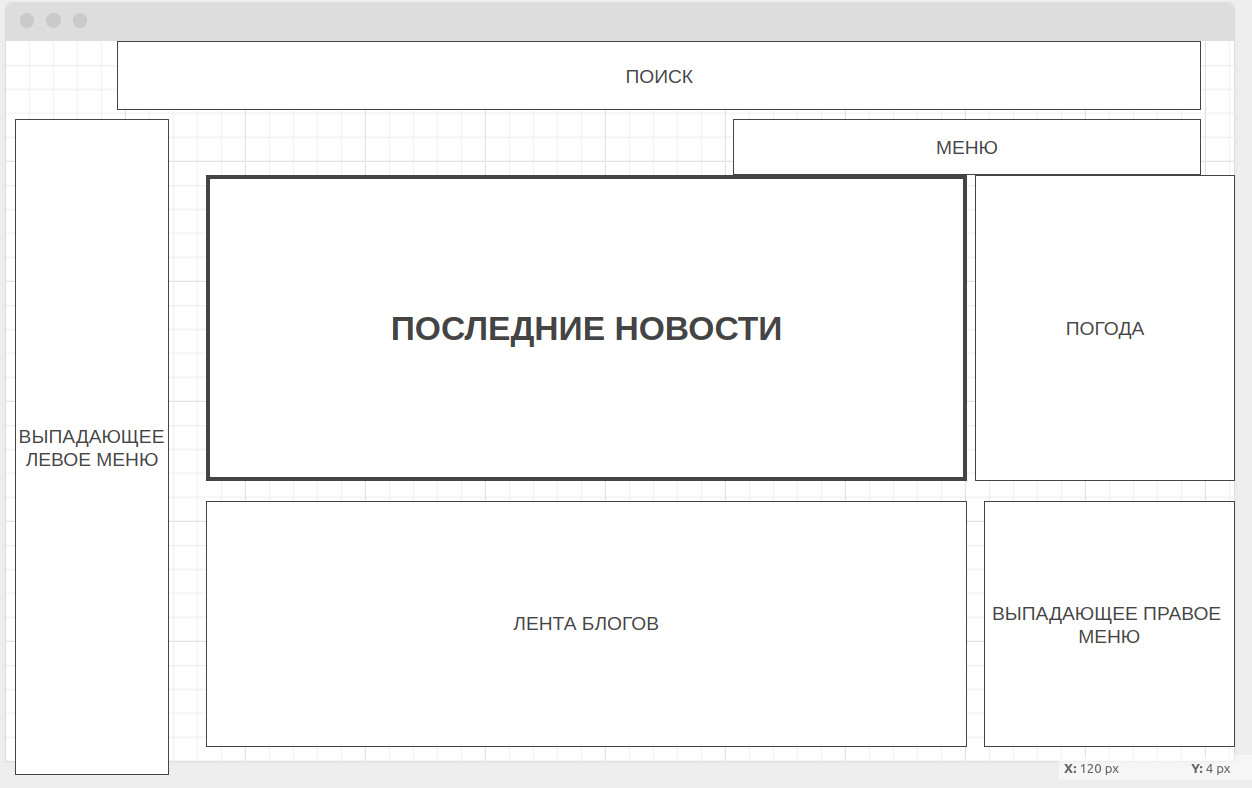 ПОИСК
МЕНЮ
ПОСЛЕДНИЕ НОВОСТИ
ПОГОДА
ВЫПАДАЮЩЕЕ
ЛЕВОЕ МЕНЮ
ЛЕНТА БЛОГОВ
ВЫПАДАЮЩЕЕ ПРАВОЕ
МЕНЮ
X: 120 px Y: 4 px